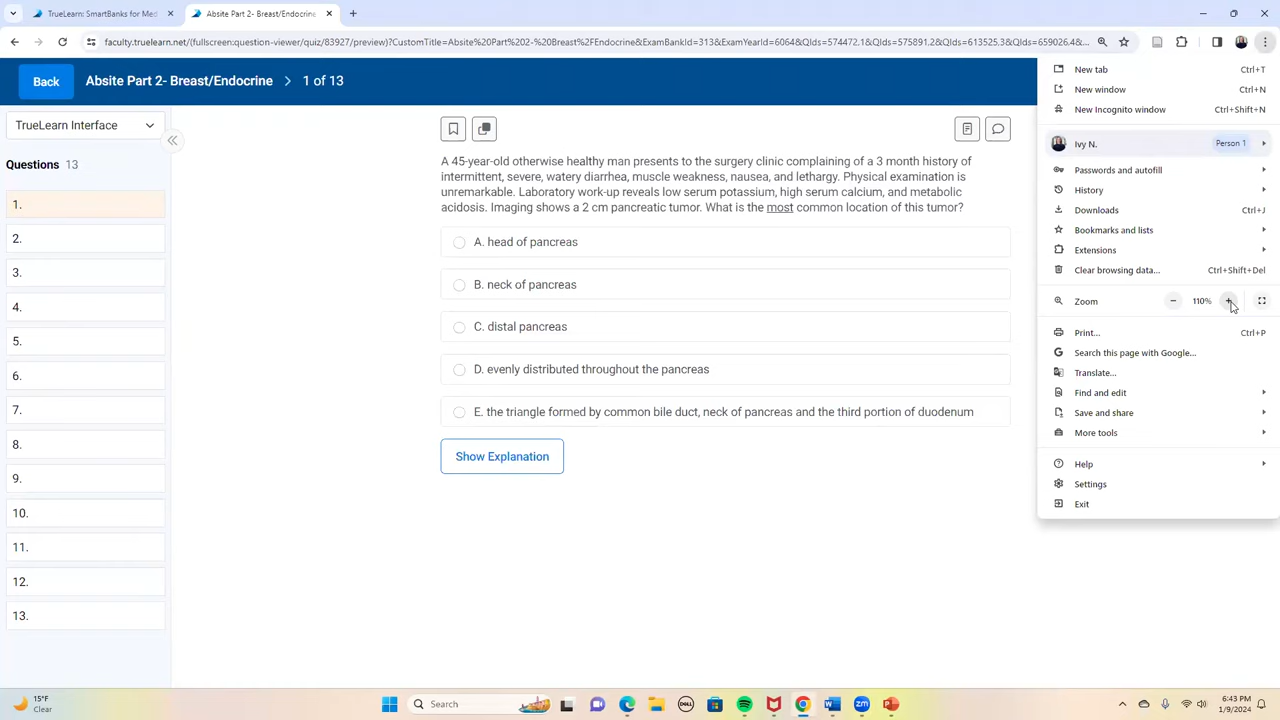 TrueLearn: SmartBanks for Med
Absite Part 2- Breast/Endocrine
faculty.truelearn.net/(fullscreen:question-viewer/quiz/83927/preview)?CustomTitle=Absite%20Part%202-%20Breast%2FEndocrine&ExamBankId=313&ExamYearId=6064&QIds=574472.1&QIds=575891.2&QIds=613525.3&QIds=659026.4&...
Back
Absite Part 2- Breast/Endocrine > 1 of 13
TrueLearn Interface
Questions 13
1.
2.
3.
4.
5.
6.
7.
8.
9.
10.
11.
12.
13.
A 45-year-old otherwise healthy man presents to the surgery clinic complaining of a 3 month history of
intermittent, severe, watery diarrhea, muscle weakness, nausea, and lethargy. Physical examination is
unremarkable. Laboratory work-up reveals low serum potassium, high serum calcium, and metabolic
acidosis. Imaging shows a 2 cm pancreatic tumor. What is the most common location of this tumor?
A. head of pancreas
B. neck of pancreas
C. distal pancreas
D. evenly distributed throughout the pancreas
E. the triangle formed by common bile duct, neck of pancreas and the third portion of duodenum
Show Explanation
New tab Ctrl+T
New window Ctrl+N
New Incognito window Ctrl+Shift+N
Ivy N. Person 1
Passwords and autofill
History
Downloads Ctrl+J
Bookmarks and lists
Extensions
Clear browsing data... Ctrl+Shift+Del
Zoom − 110% +
Print... Ctrl+P
Search this page with Google...
Translate...
Find and edit
Save and share
More tools
Help
Settings
Exit
15°F
Clear
Search
DELL
6:43 PM
1/9/2024